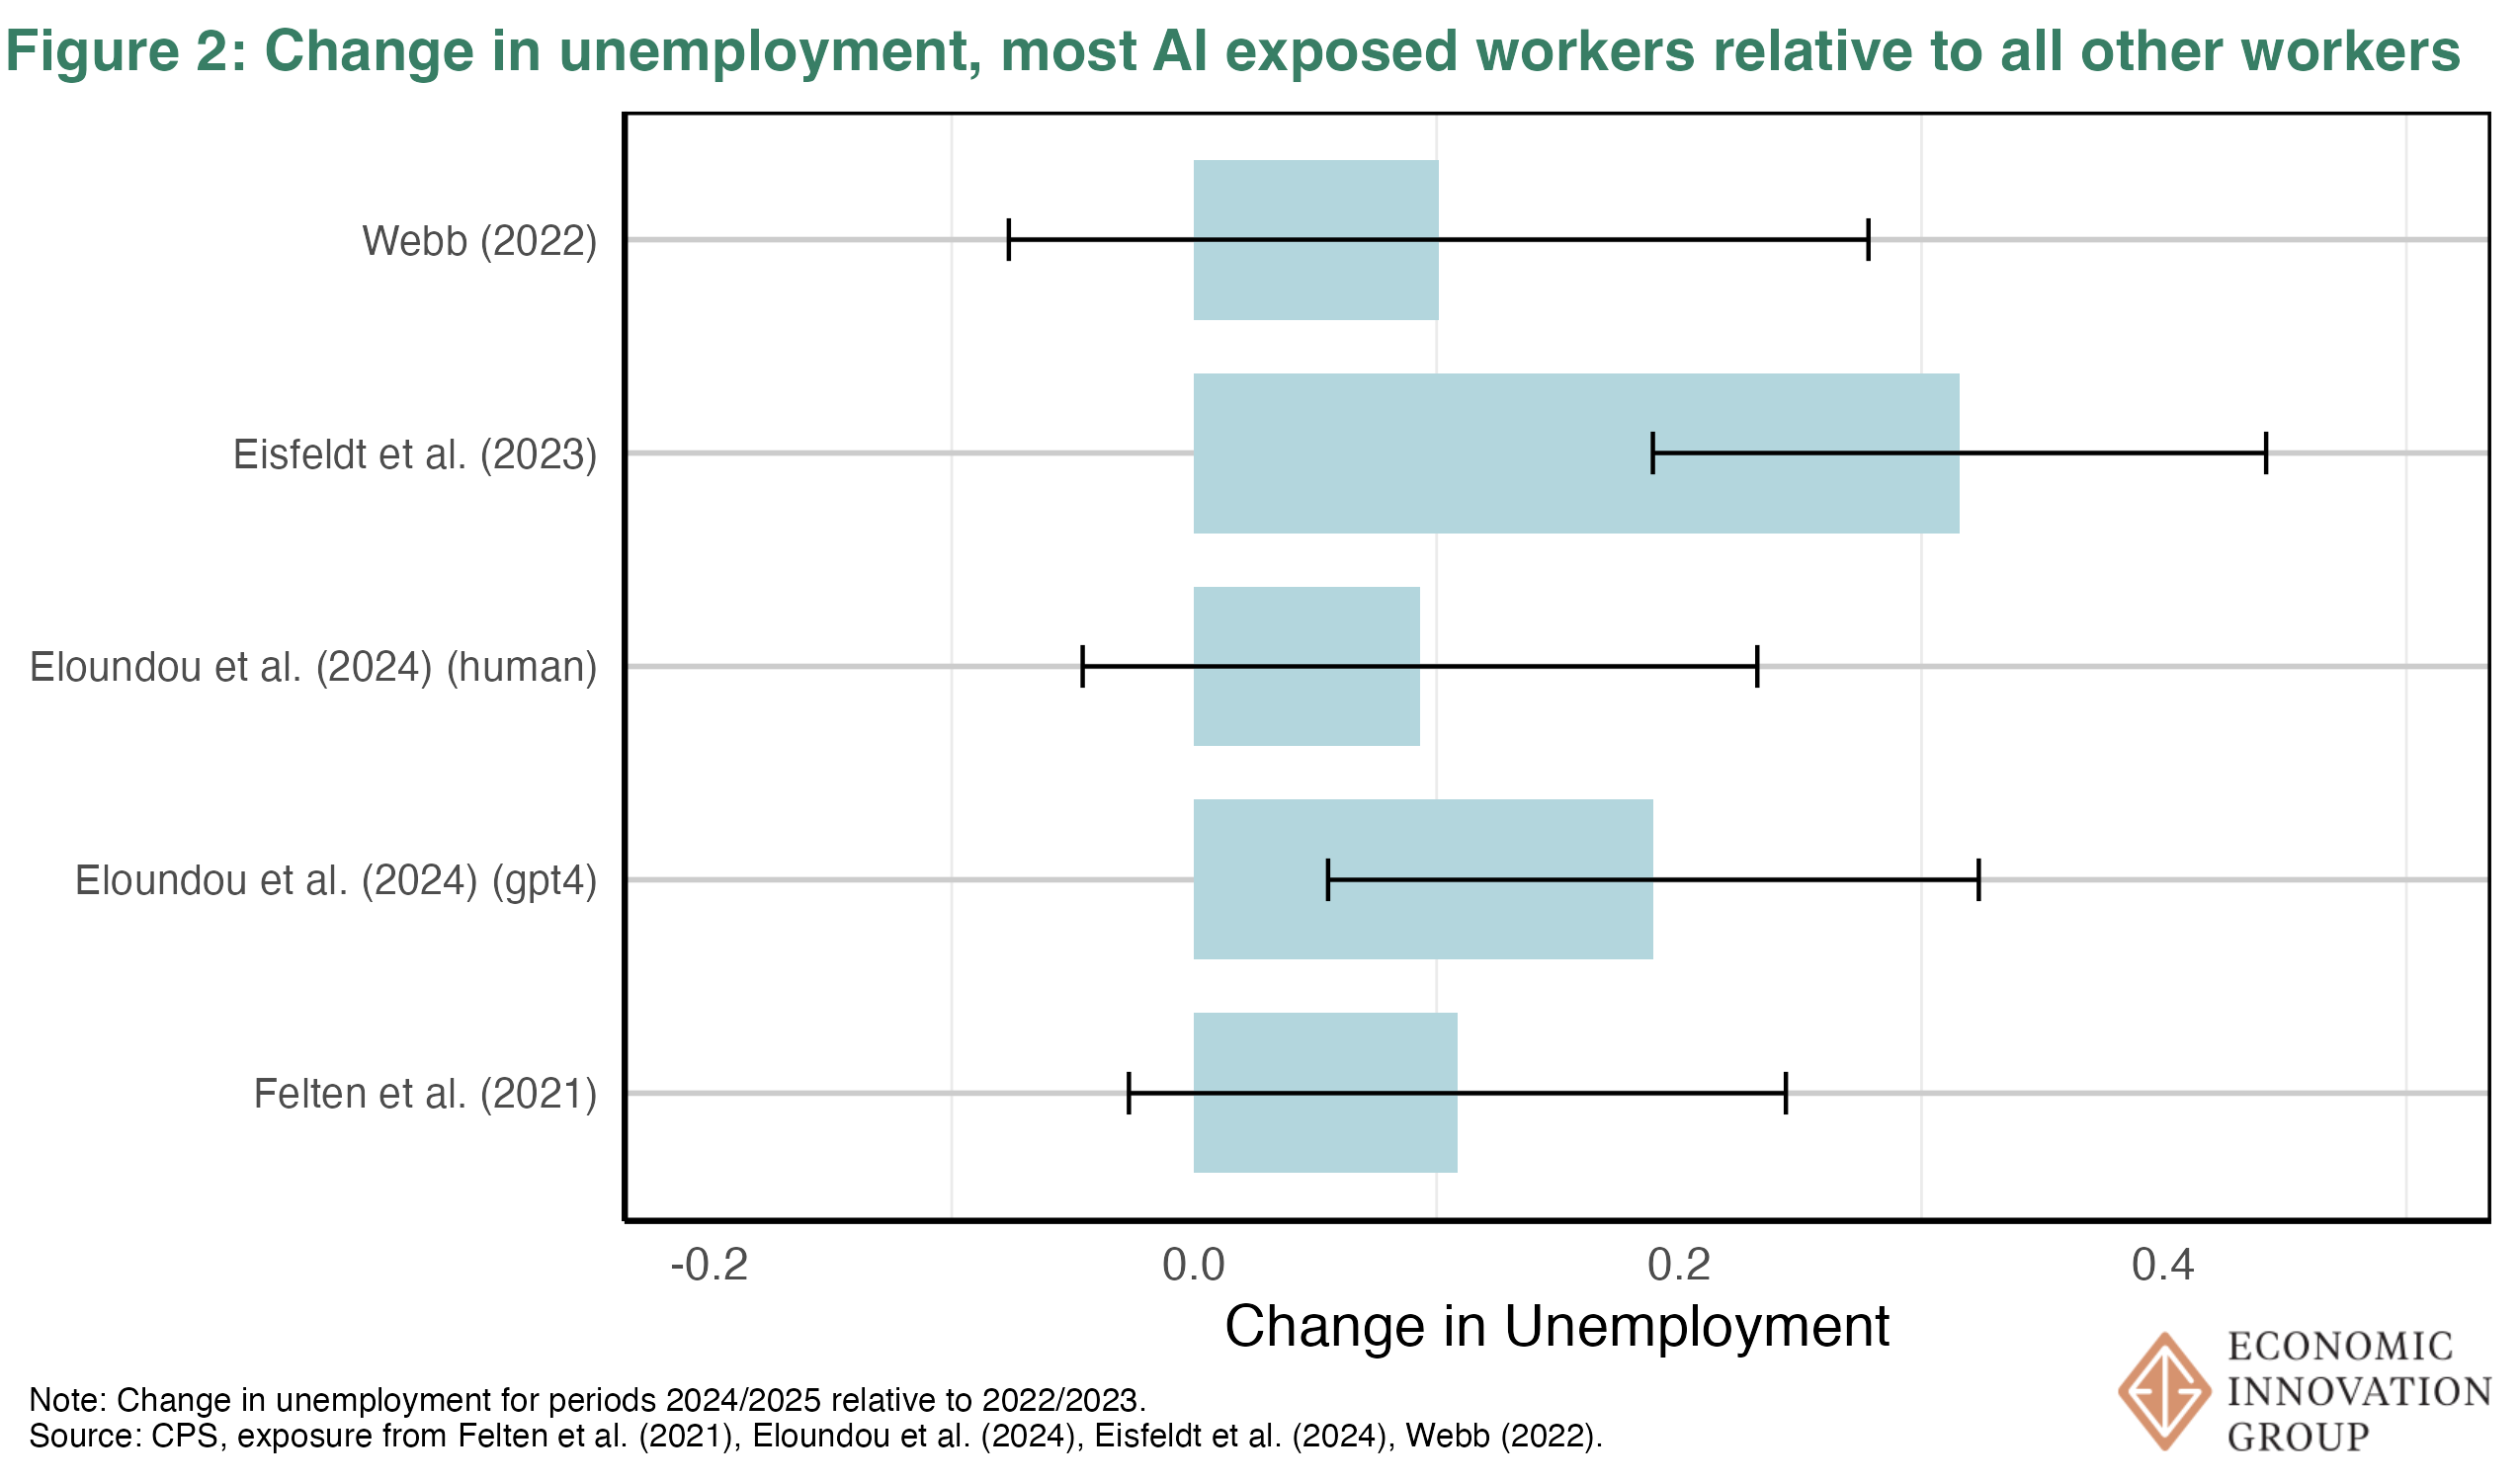 Figure 2: Change in unemployment, most AI exposed workers relative to all other workers
Webb (2022)
Eisfeldt et al. (2023)
Eloundou et al. (2024) (human)
Eloundou et al. (2024) (gpt4)
Felten et al. (2021)
-0.2 0.0 0.2 0.4
Change in Unemployment
Note: Change in unemployment for periods 2024/2025 relative to 2022/2023.
Source: CPS, exposure from Felten et al. (2021), Eloundou et al. (2024), Eisfeldt et al. (2024), Webb (2022).
ECONOMIC
INNOVATION
GROUP